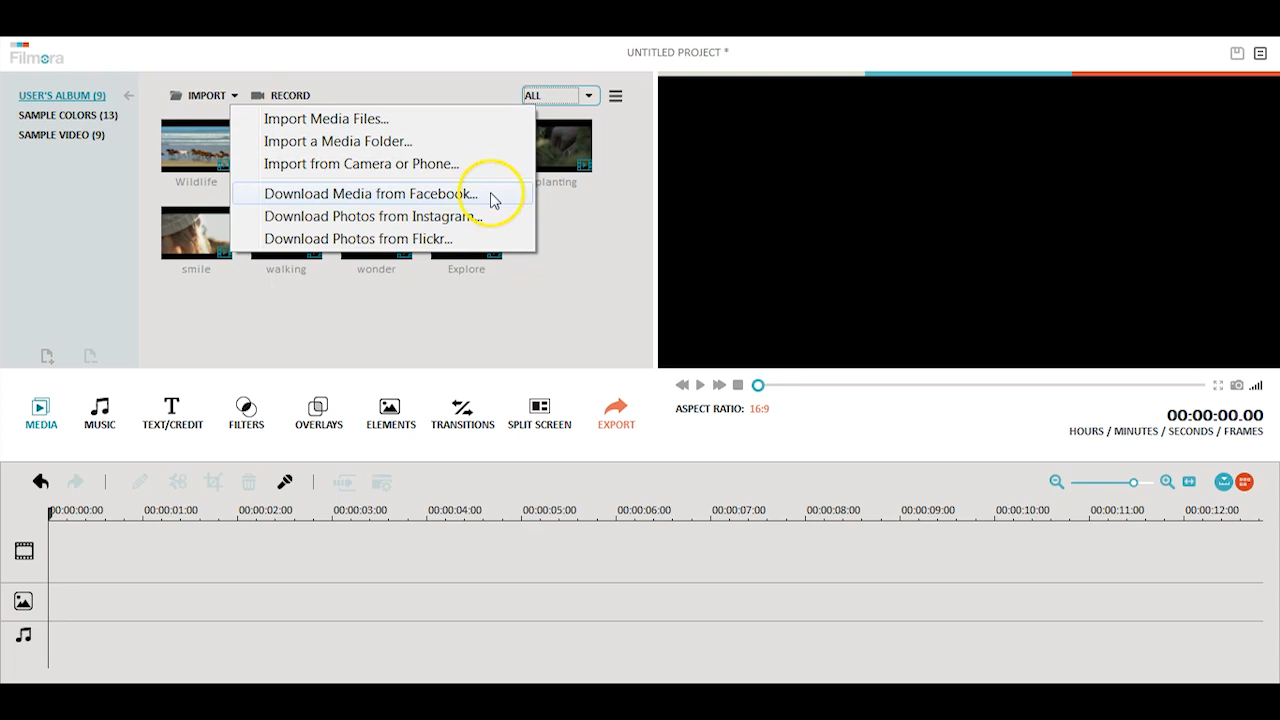 Filmora
UNTITLED PROJECT *
USER'S ALBUM (9)
SAMPLE COLORS (13)
SAMPLE VIDEO (9)
IMPORT
RECORD
ALL
Import Media Files...
Import a Media Folder...
Import from Camera or Phone...
Download Media from Facebook...
Download Photos from Instagram...
Download Photos from Flickr...
Wildlife
planting
smile
walking
wonder
Explore
MEDIA
MUSIC
TEXT/CREDIT
FILTERS
OVERLAYS
ELEMENTS
TRANSITIONS
SPLIT SCREEN
EXPORT
ASPECT RATIO: 16:9
00:00:00.00
HOURS / MINUTES / SECONDS / FRAMES
00:00:00:00 00:00:01:00 00:00:02:00 00:00:03:00 00:00:04:00 00:00:05:00 00:00:06:00 00:00:07:00 00:00:08:00 00:00:09:00 00:00:10:00 00:00:11:00 00:00:12:00